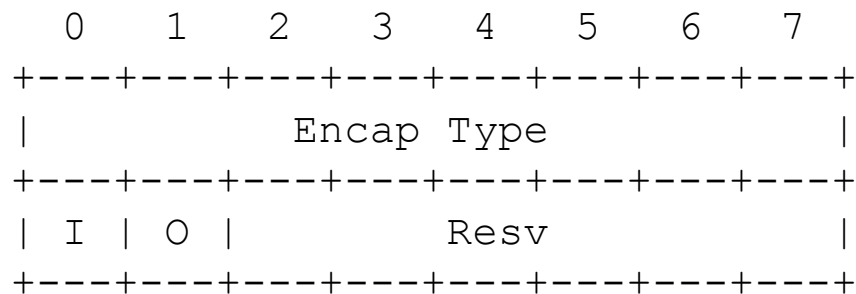 0   1   2   3   4   5   6   7
+---+---+---+---+---+---+---+---+
|          Encap Type           |
+---+---+---+---+---+---+---+---+
| I | O |        Resv           |
+---+---+---+---+---+---+---+---+